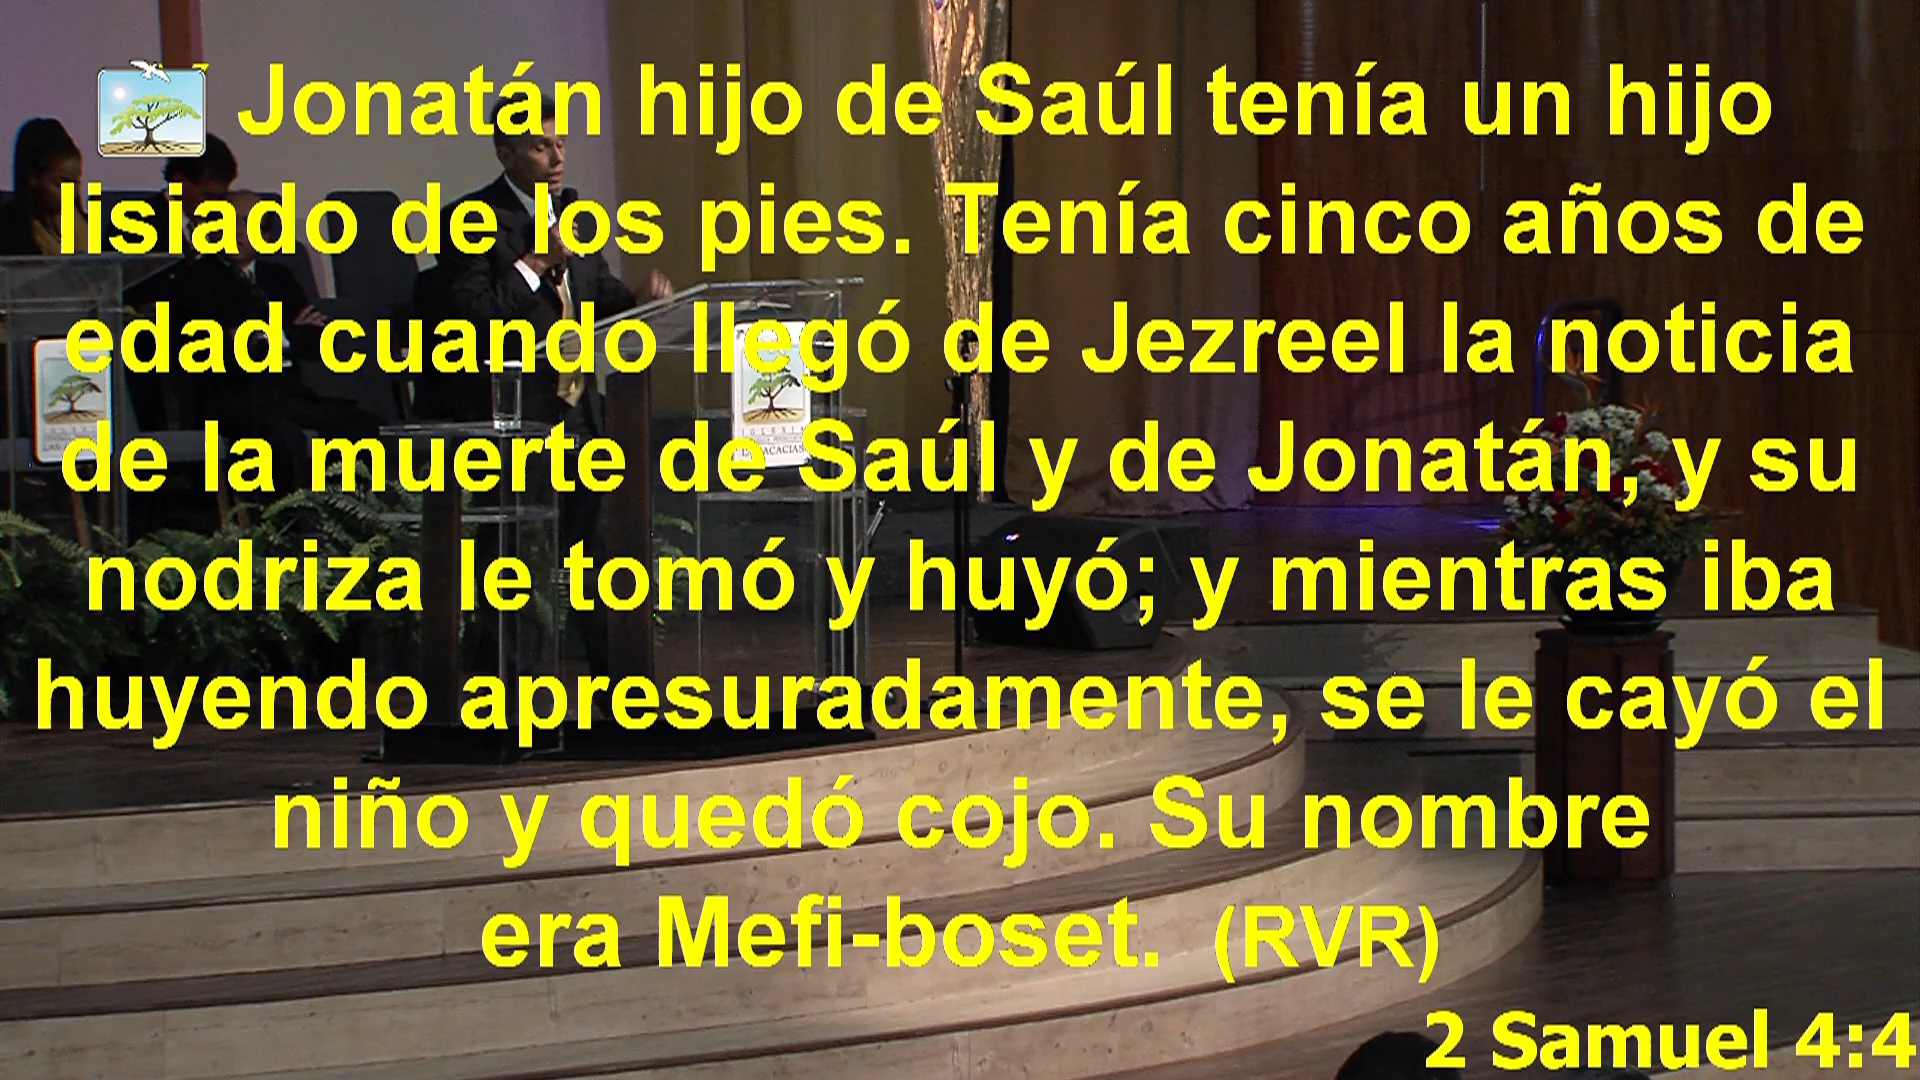 Jonatán hijo de Saúl tenía un hijo
lisiado de los pies. Tenía cinco años de
edad cuando llegó de Jezreel la noticia
de la muerte de Saúl y de Jonatán, y su
nodriza le tomó y huyó; y mientras iba
huyendo apresuradamente, se le cayó el
niño y quedó cojo. Su nombre
era Mefi-boset. (RVR)
2 Samuel 4:4
IGLESIA
ACACIAS